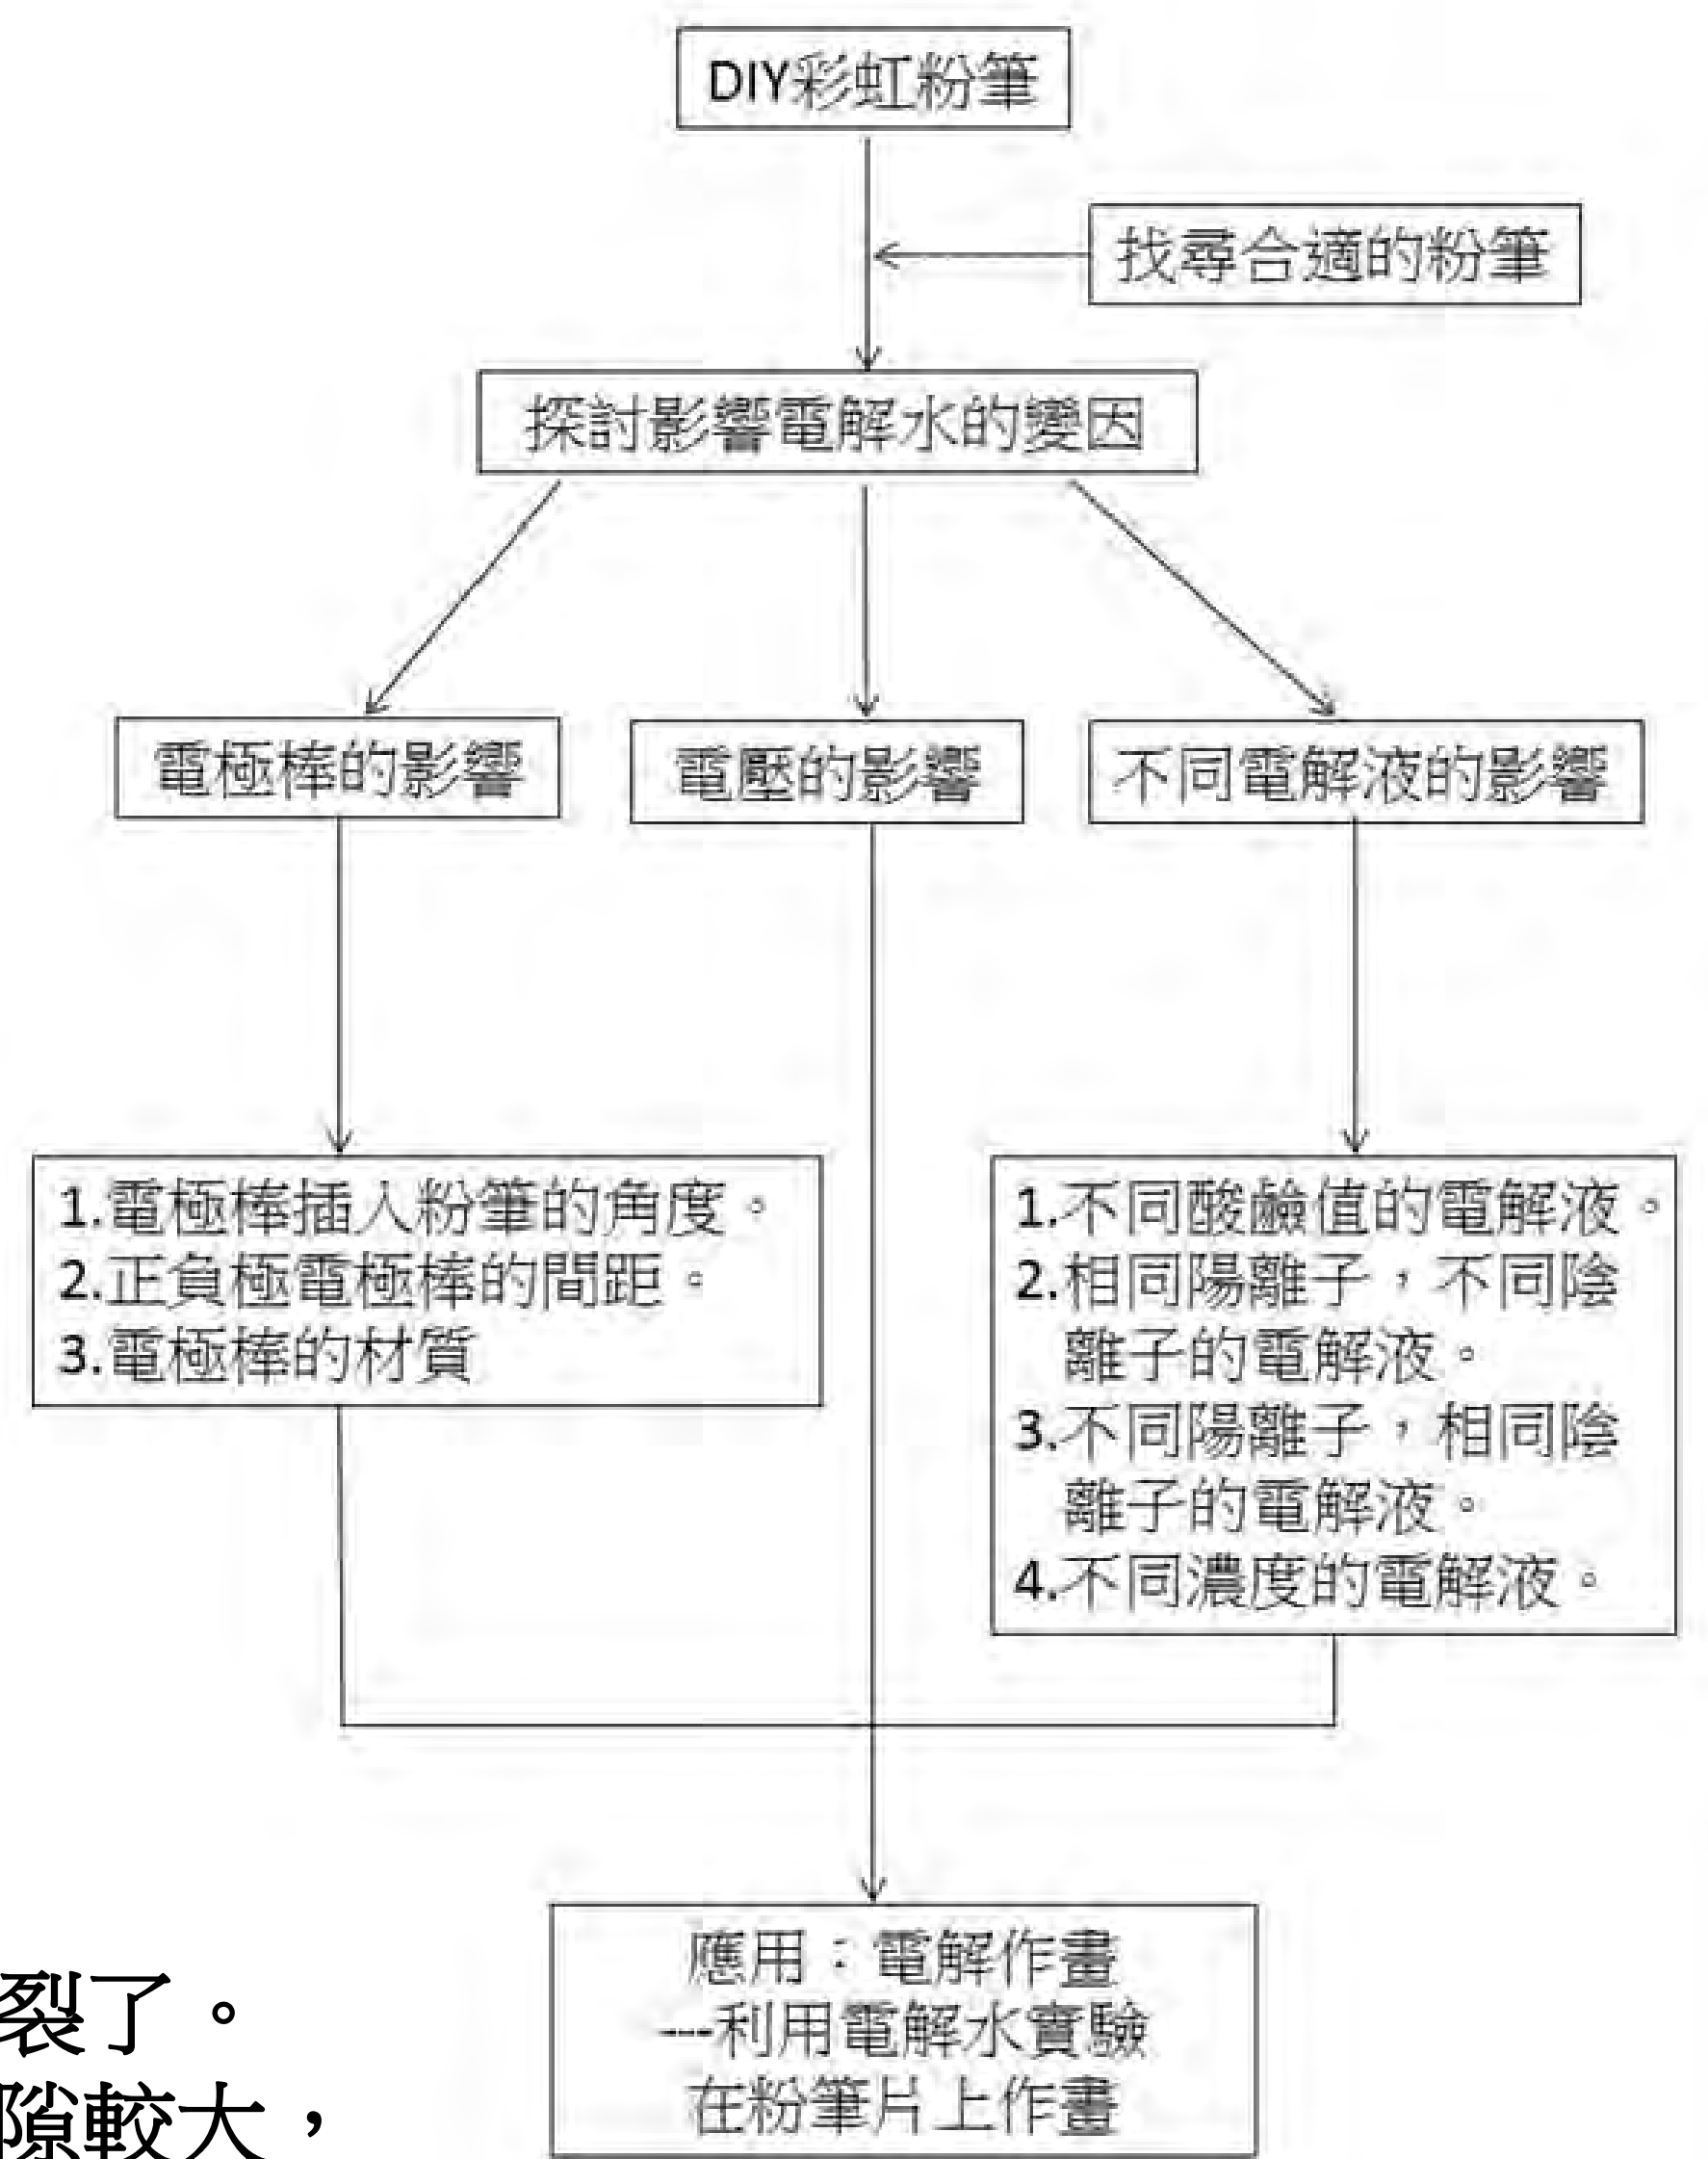 DIY彩虹粉筆
找尋合適的粉筆
探討影響電解水的變因
電極棒的影響
電壓的影響
不同電解液的影響
1.電極棒插入粉筆的角度。
2.正負極電極棒的間距。
3.電極棒的材質
1.不同酸鹼值的電解液。
2.相同陽離子，不同陰
離子的電解液。
3.不同陽離子，相同陰
離子的電解液。
4.不同濃度的電解液。
應用：電解作畫
---利用電解水實驗
在粉筆片上作畫
裂了。
隙較大，